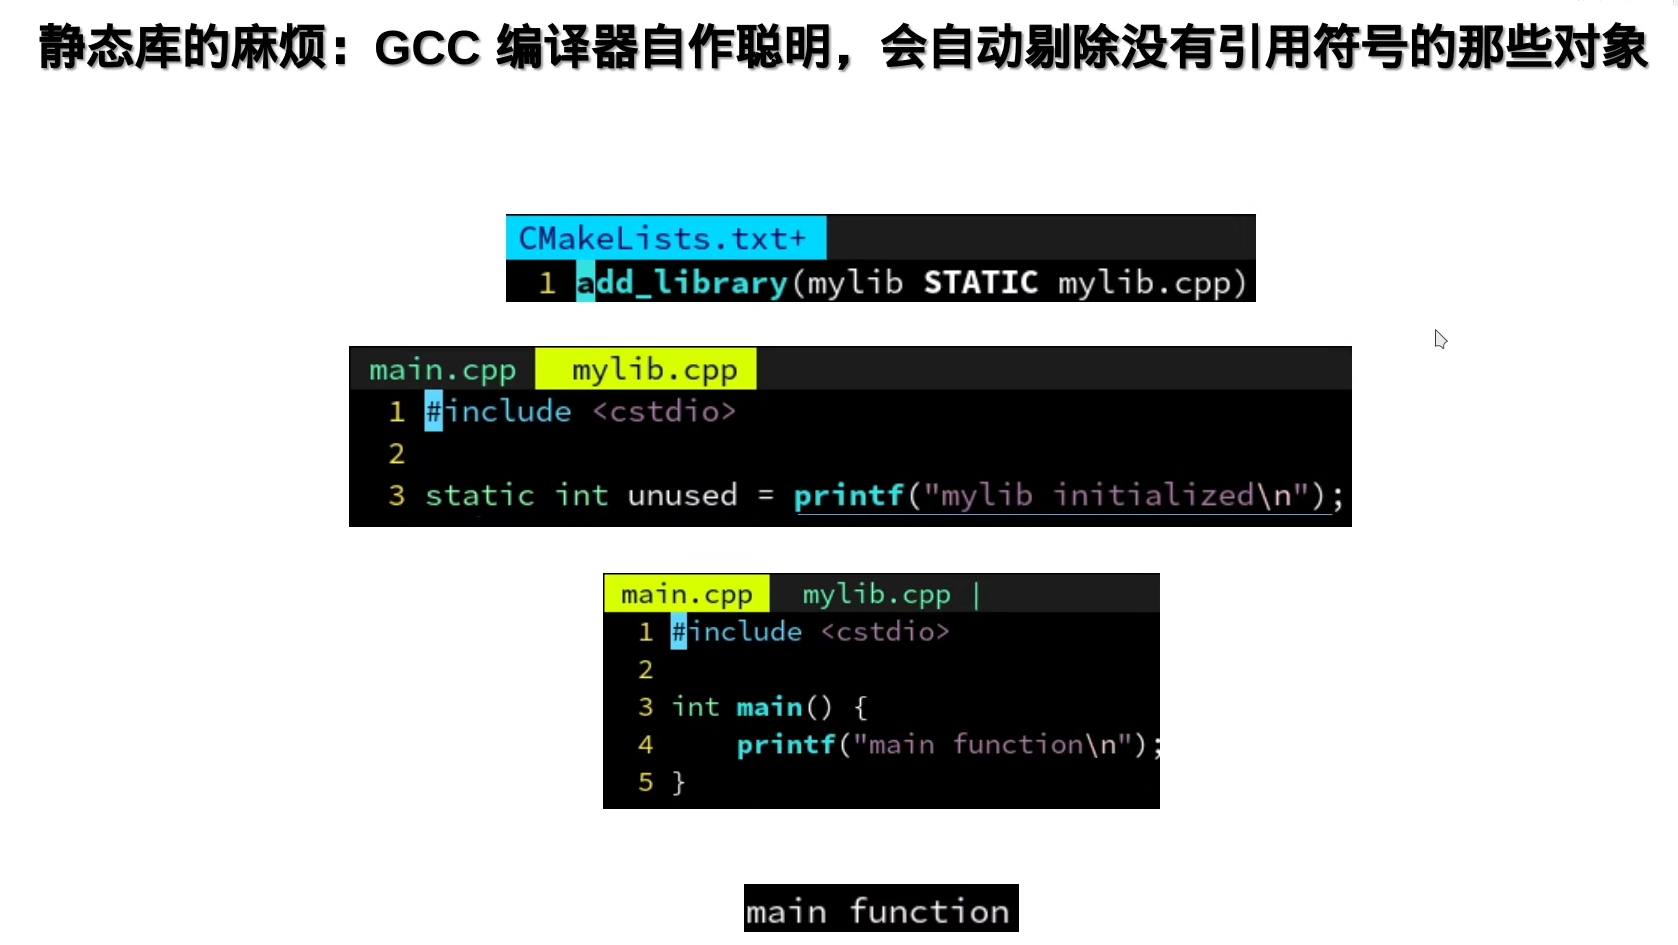 静态库的麻烦：GCC 编译器自作聪明，会自动剔除没有引用符号的那些对象
CMakeLists.txt+
1 add_library(mylib STATIC mylib.cpp)
main.cpp mylib.cpp
1 #include <cstdio>
2
3 static int unused = printf("mylib initialized\n");
main.cpp mylib.cpp |
1 #include <cstdio>
2
3 int main() {
4     printf("main function\n");
5 }
main function